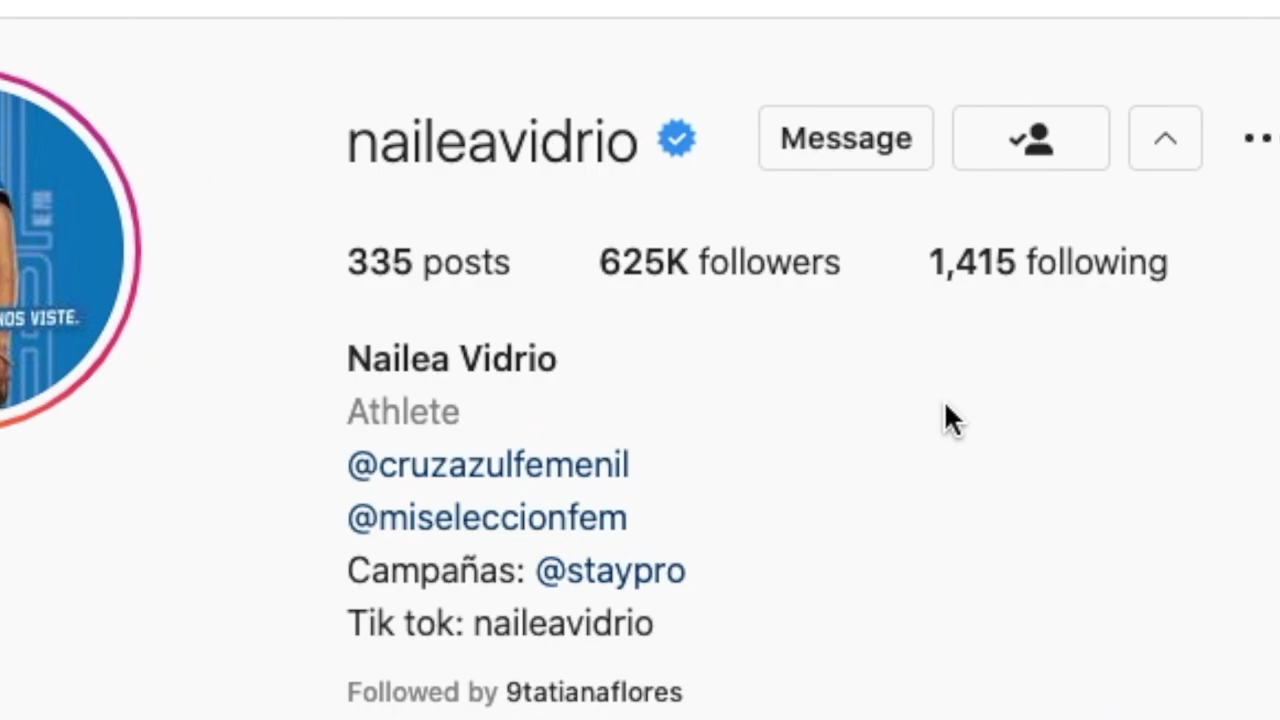 naileavidrio
Message
335 posts 625K followers 1,415 following
Nailea Vidrio
Athlete
@cruzazulfemenil
@miseleccionfem
Campañas: @staypro
Tik tok: naileavidrio
Followed by 9tatianaflores
NOS VISTE.